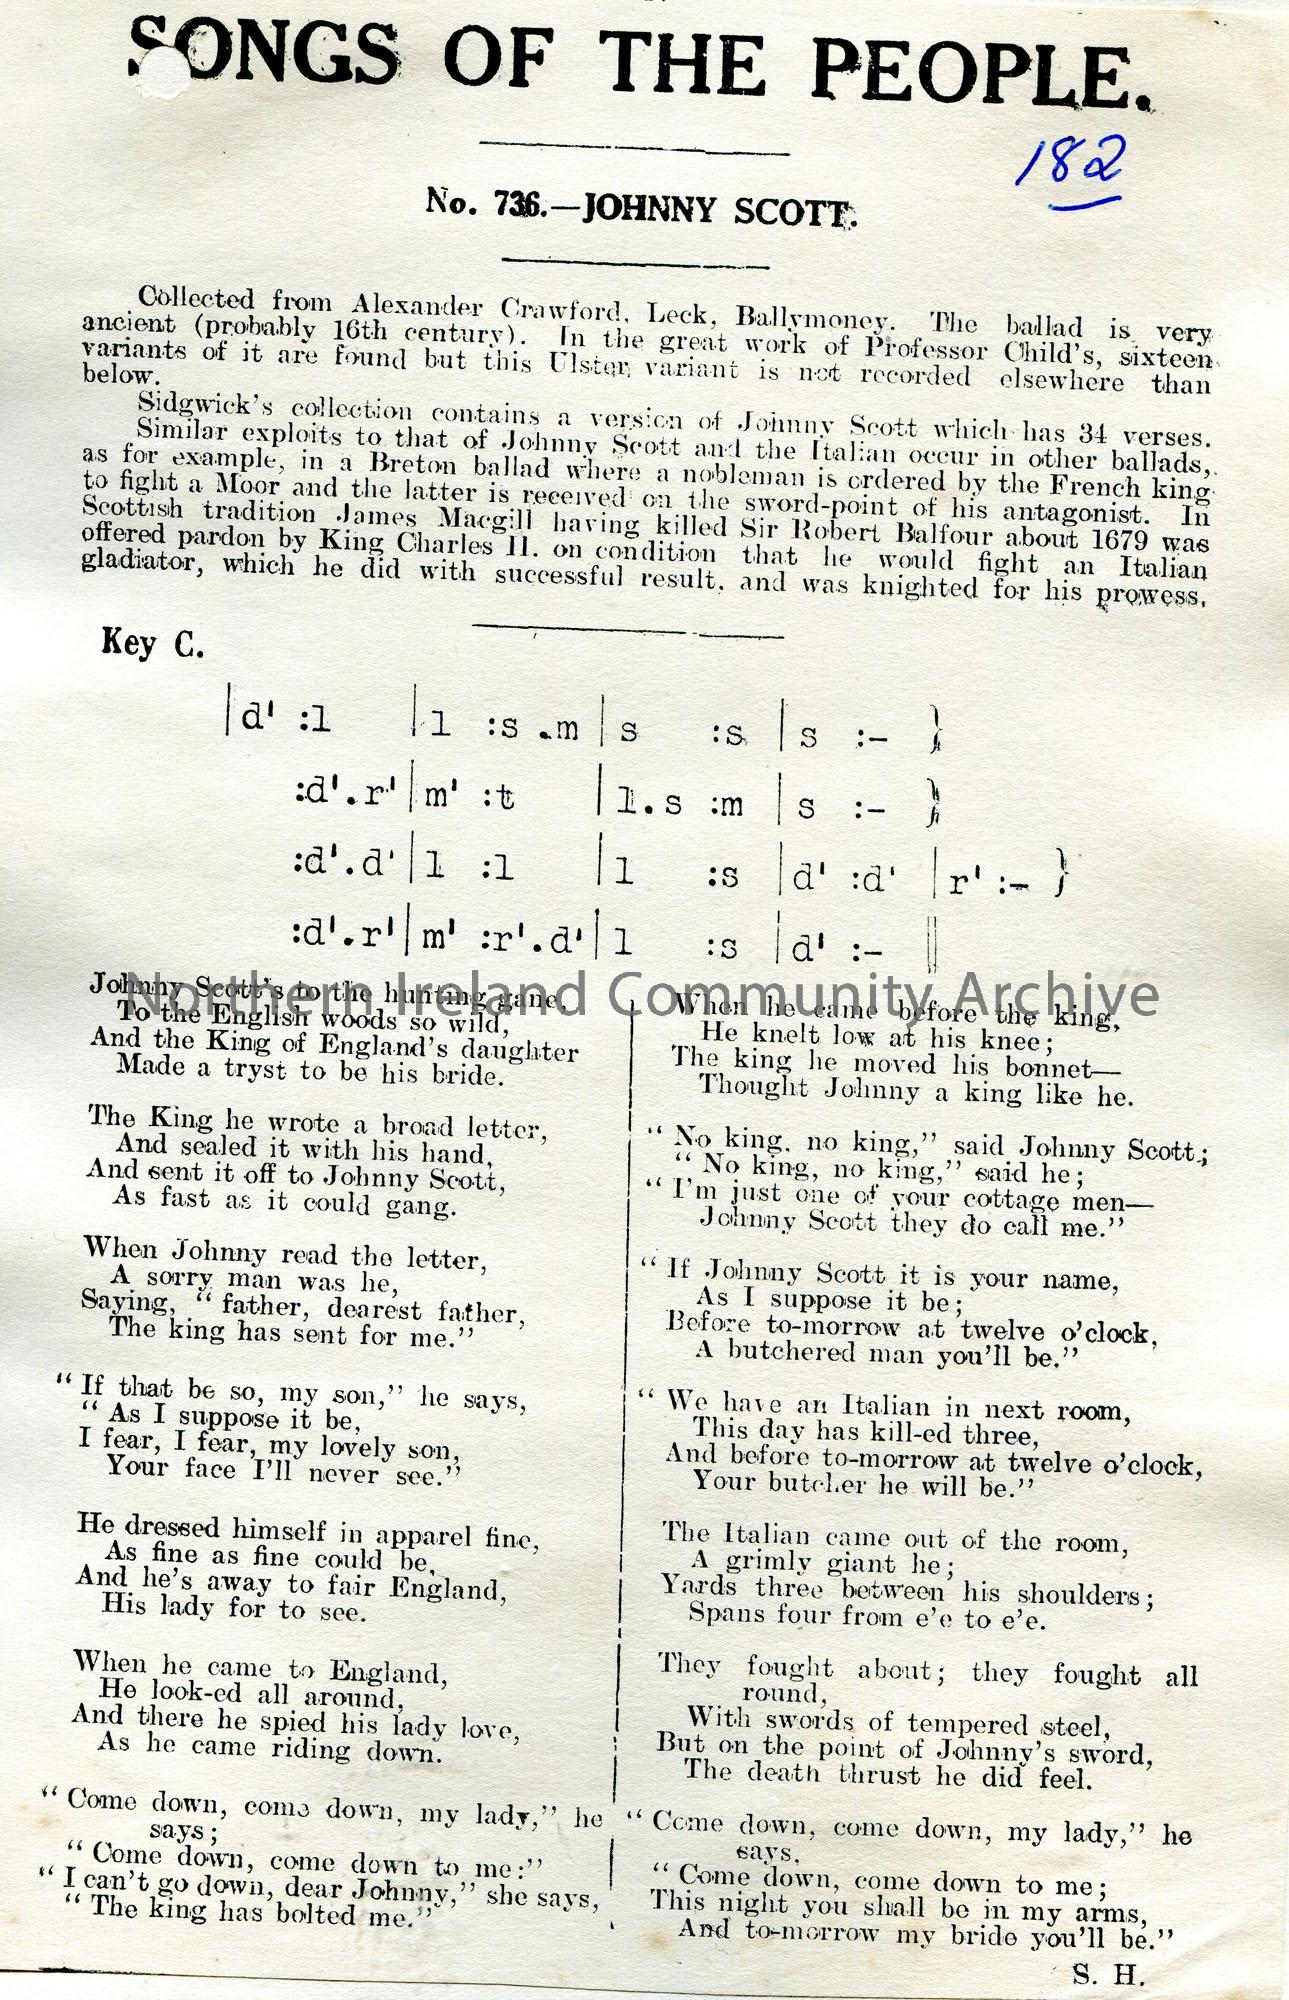 SONGS OF THE PEOPLE.
182
No. 736.—JOHNNY SCOTT.
Collected from Alexander Crawford, Leck, Ballymoney. The ballad is very
ancient (probably 16th century). In the great work of Professor Child's, sixteen
variants of it are found but this Ulster variant is not recorded elsewhere than
below.
Sidgwick's collection contains a version of Johnny Scott which has 34 verses.
Similar exploits to that of Johnny Scott and the Italian occur in other ballads,
as for example, in a Breton ballad where a nobleman is ordered by the French king
to fight a Moor and the latter is received on the sword-point of his antagonist. In
Scottish tradition James Macgill having killed Sir Robert Balfour about 1679 was
offered pardon by King Charles II. on condition that he would fight an Italian
gladiator, which he did with successful result, and was knighted for his prowess.
Key C.
|d' :l |l :s .m|s :s |s :- }
:d'.r'|m' :t |l.s :m |s :- }
:d'.d'|l :l |l :s |d' :d' |r' :- }
:d'.r'|m' :r'.d'|l :s |d' :- ||
Northern Ireland Community Archive
Johnny Scott's to the hunting gane,
To the English woods so wild,
And the King of England's daughter
Made a tryst to be his bride.
The King he wrote a broad letter,
And sealed it with his hand,
And sent it off to Johnny Scott,
As fast as it could gang.
When Johnny read the letter,
A sorry man was he,
Saying, "father, dearest father,
The king has sent for me."
"If that be so, my son," he says,
"As I suppose it be,
I fear, I fear, my lovely son,
Your face I'll never see."
He dressed himself in apparel fine,
As fine as fine could be,
And he's away to fair England,
His lady for to see.
When he came to England,
He look-ed all around,
And there he spied his lady love,
As he came riding down.
"Come down, come down, my lady," he
says;
"Come down, come down to me:"
"I can't go down, dear Johnny," she says,
"The king has bolted me."
When he came before the king,
He knelt low at his knee;
The king he moved his bonnet—
Thought Johnny a king like he.
"No king, no king," said Johnny Scott;
"No king, no king," said he;
"I'm just one of your cottage men—
Johnny Scott they do call me."
"If Johnny Scott it is your name,
As I suppose it be;
Before to-morrow at twelve o'clock,
A butchered man you'll be."
"We have an Italian in next room,
This day has kill-ed three,
And before to-morrow at twelve o'clock,
Your butcher he will be."
The Italian came out of the room,
A grimly giant he;
Yards three between his shoulders;
Spans four from e'e to e'e.
They fought about; they fought all
round,
With swords of tempered steel,
But on the point of Johnny's sword,
The death thrust he did feel.
"Come down, come down, my lady," he
says,
"Come down, come down to me;
This night you shall be in my arms,
And to-morrow my bride you'll be."
S. H.